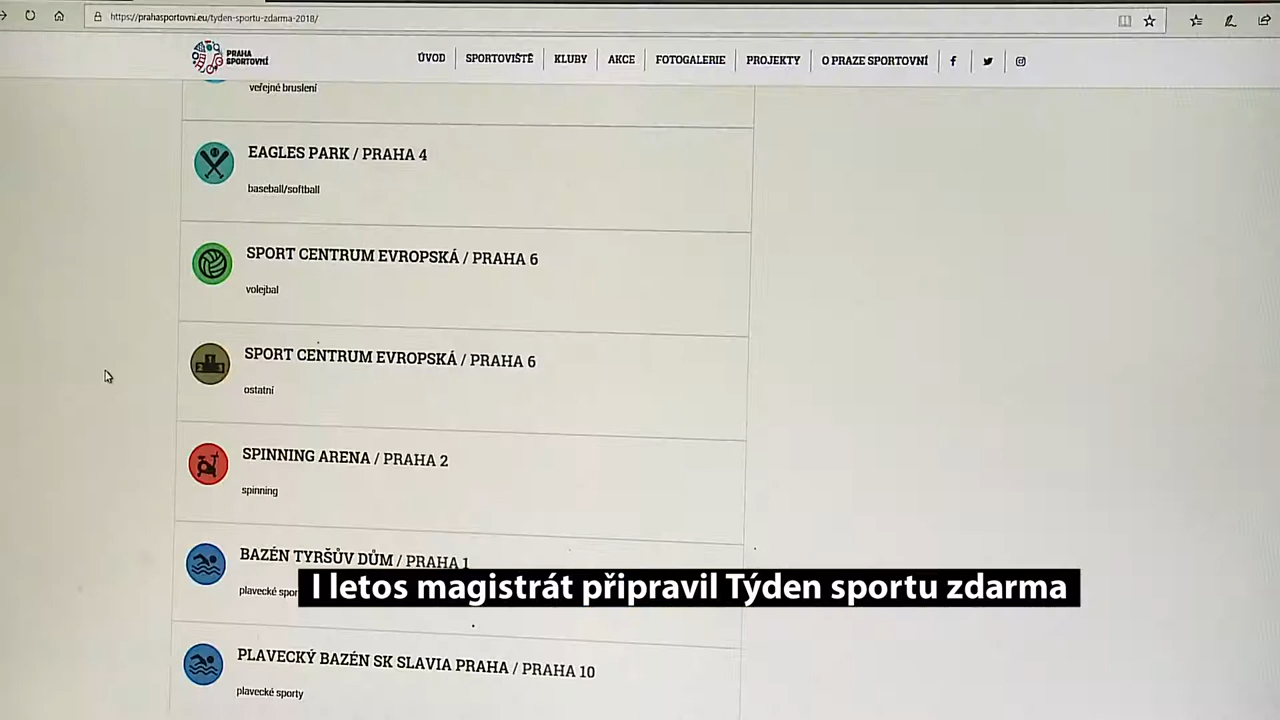 https://prahasportovni.eu/tyden-sportu-zdarma-2018/
PRAHA
SPORTOVNÍ
ÚVOD
SPORTOVIŠTĚ
KLUBY
AKCE
FOTOGALERIE
PROJEKTY
O PRAZE SPORTOVNÍ
veřejné bruslení
EAGLES PARK / PRAHA 4
baseball/softball
SPORT CENTRUM EVROPSKÁ / PRAHA 6
volejbal
SPORT CENTRUM EVROPSKÁ / PRAHA 6
ostatní
SPINNING ARENA / PRAHA 2
spinning
BAZÉN TYRŠŮV DŮM / PRAHA 1
plavecké
I letos magistrát připravil Týden sportu zdarma
PLAVECKÝ BAZÉN SK SLAVIA PRAHA / PRAHA 10
plavecké sporty